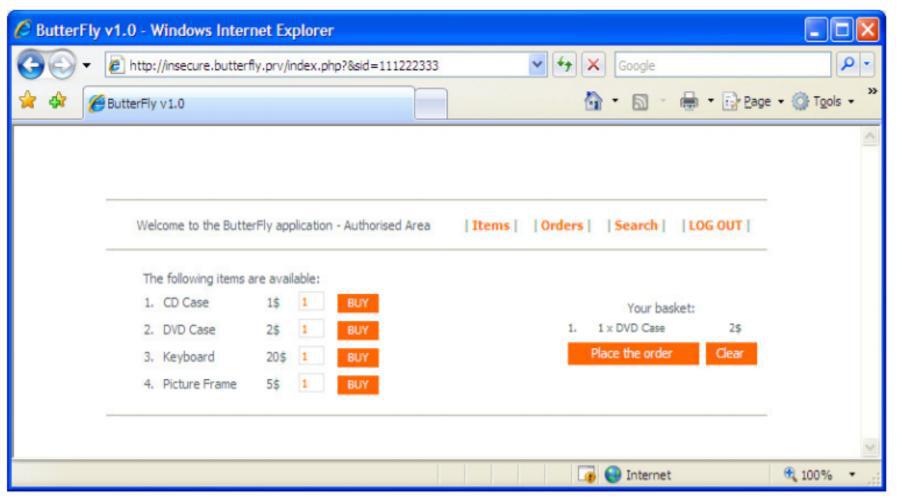 ButterFly v1.0 - Windows Internet Explorer
http://insecure.butterfly.prv/index.php?&sid=111222333
Google
ButterFly v1.0
Page
Tools
Welcome to the ButterFly application - Authorised Area | Items | | Orders | | Search | | LOG OUT |
The following items are available:
1. CD Case 1$ 1 BUY
2. DVD Case 2$ 1 BUY
3. Keyboard 20$ 1 BUY
4. Picture Frame 5$ 1 BUY
Your basket:
1. 1 x DVD Case 2$
Place the order Clear
Internet 100%